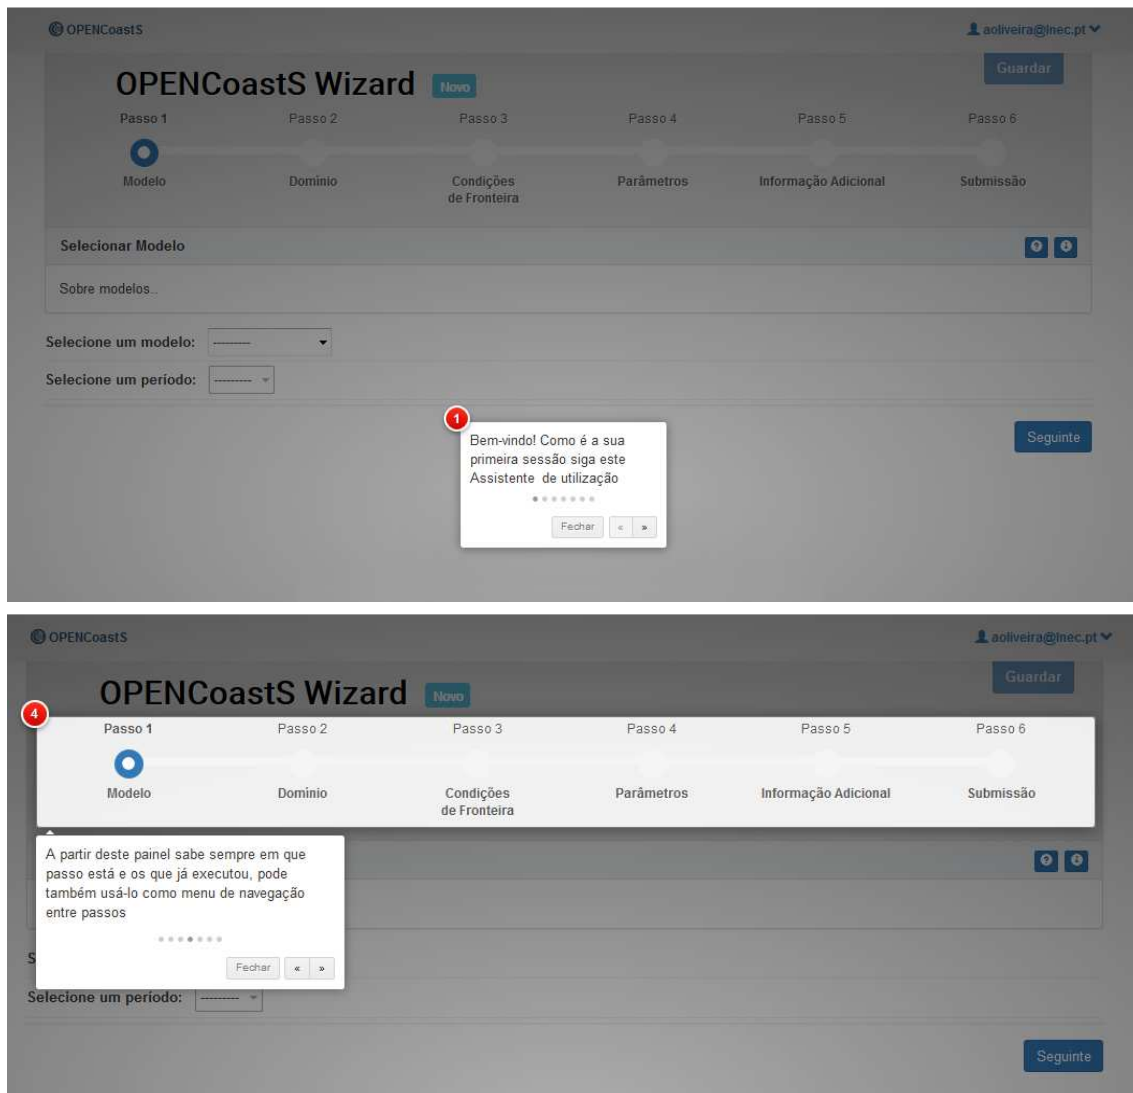 OPENCoastS
aoliveira@lnec.pt
Guardar
OPENCoastS Wizard Novo
Passo 1 Passo 2 Passo 3 Passo 4 Passo 5 Passo 6
Modelo Domínio Condições de Fronteira Parâmetros Informação Adicional Submissão
Selecionar Modelo
Sobre modelos...
Selecione um modelo: ---------
Selecione um período: ---------
1
Bem-vindo! Como é a sua
primeira sessão siga este
Assistente de utilização
Fechar « »
Seguinte
OPENCoastS
aoliveira@lnec.pt
Guardar
OPENCoastS Wizard Novo
4
Passo 1 Passo 2 Passo 3 Passo 4 Passo 5 Passo 6
Modelo Domínio Condições de Fronteira Parâmetros Informação Adicional Submissão
A partir deste painel sabe sempre em que
passo está e os que já executou, pode
também usá-lo como menu de navegação
entre passos
Fechar « »
S
Selecione um período: ---------
Seguinte